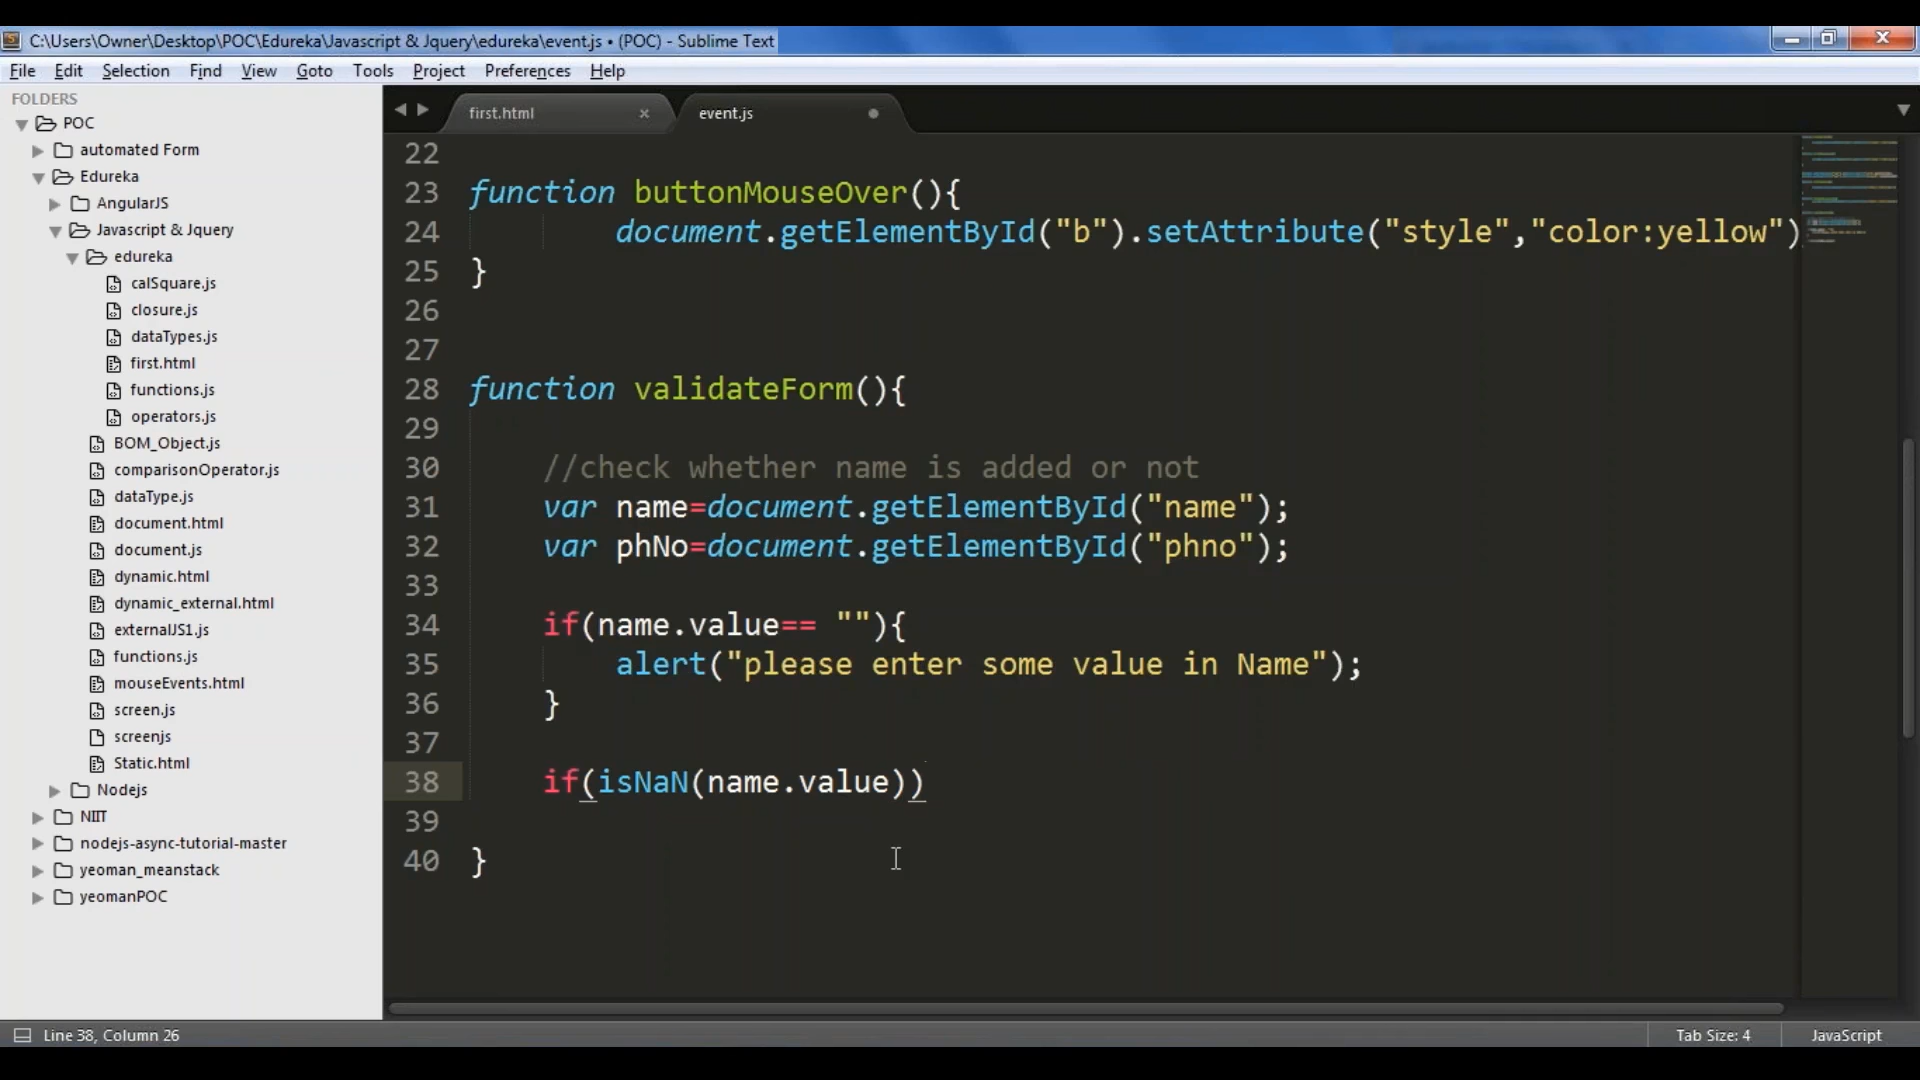 C:\Users\Owner\Desktop\POC\Edureka\Javascript & Jquery\edureka\event.js • (POC) - Sublime Text
File Edit Selection Find View Goto Tools Project Preferences Help
FOLDERS
POC
automated Form
Edureka
AngularJS
Javascript & Jquery
edureka
calSquare.js
closure.js
dataTypes.js
first.html
functions.js
operators.js
BOM_Object.js
comparisonOperator.js
dataType.js
document.html
document.js
dynamic.html
dynamic_external.html
externalJS1.js
functions.js
mouseEvents.html
screen.js
screenjs
Static.html
Nodejs
NIIT
nodejs-async-tutorial-master
yeoman_meanstack
yeomanPOC
first.html × event.js
22
23 function buttonMouseOver(){
24 document.getElementById("b").setAttribute("style","color:yellow")
25 }
26
27
28 function validateForm(){
29
30 //check whether name is added or not
31 var name=document.getElementById("name");
32 var phNo=document.getElementById("phno");
33
34 if(name.value== ""){
35 alert("please enter some value in Name");
36 }
37
38 if(isNaN(name.value))
39
40 }
Line 38, Column 26 Tab Size: 4 JavaScript